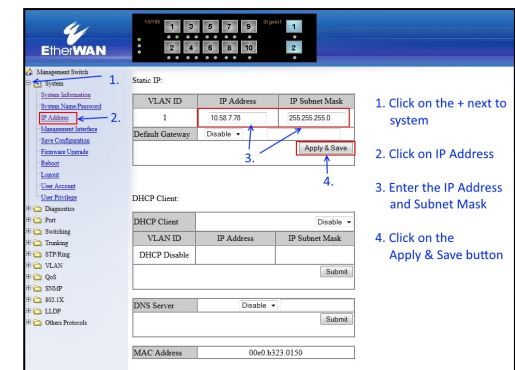 10/100
1 3 5 7 9
Gigabit
1
2 4 6 8 10
2
EtherWAN
Management Switch
System
1.
System Information
System Name/Password
IP Address
2.
Management Interface
Save Configuration
Firmware Upgrade
Reboot
Logout
User Account
User Privilege
Diagnostics
Port
Switching
Trunking
STP/Ring
VLAN
QoS
SNMP
802.1X
LLDP
Others Protocols
Static IP:
VLAN ID IP Address IP Subnet Mask
1 10.58.7.78 255.255.255.0
Default Gateway Disable
3.
Apply & Save
4.
DHCP Client:
DHCP Client Disable
VLAN ID IP Address IP Subnet Mask
DHCP Disable
Submit
DNS Server Disable
Submit
MAC Address 00e0.b323.0150
1. Click on the + next to
system
2. Click on IP Address
3. Enter the IP Address
and Subnet Mask
4. Click on the
Apply & Save button